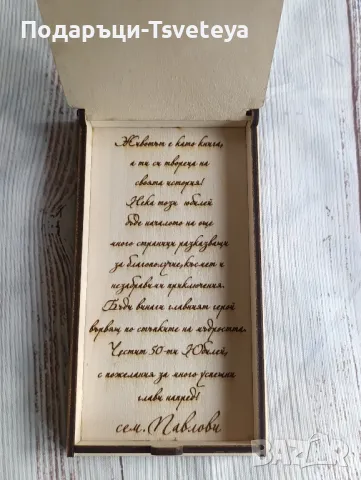 Подаръци-Tsveteya
Животът е като книга,
а ти си твореца на
своята история!
Нека този юбилей
бъде началото на още
много страници разказващи
за благополучие, късмет и
незабравими приключения.
Бъди винаги главният герой
вървящ по стъпките на мъдростта.
Честит 50-ти Юбилей,
с пожелания за много успешни
глави напред!
сем. Павлови
BAZAR